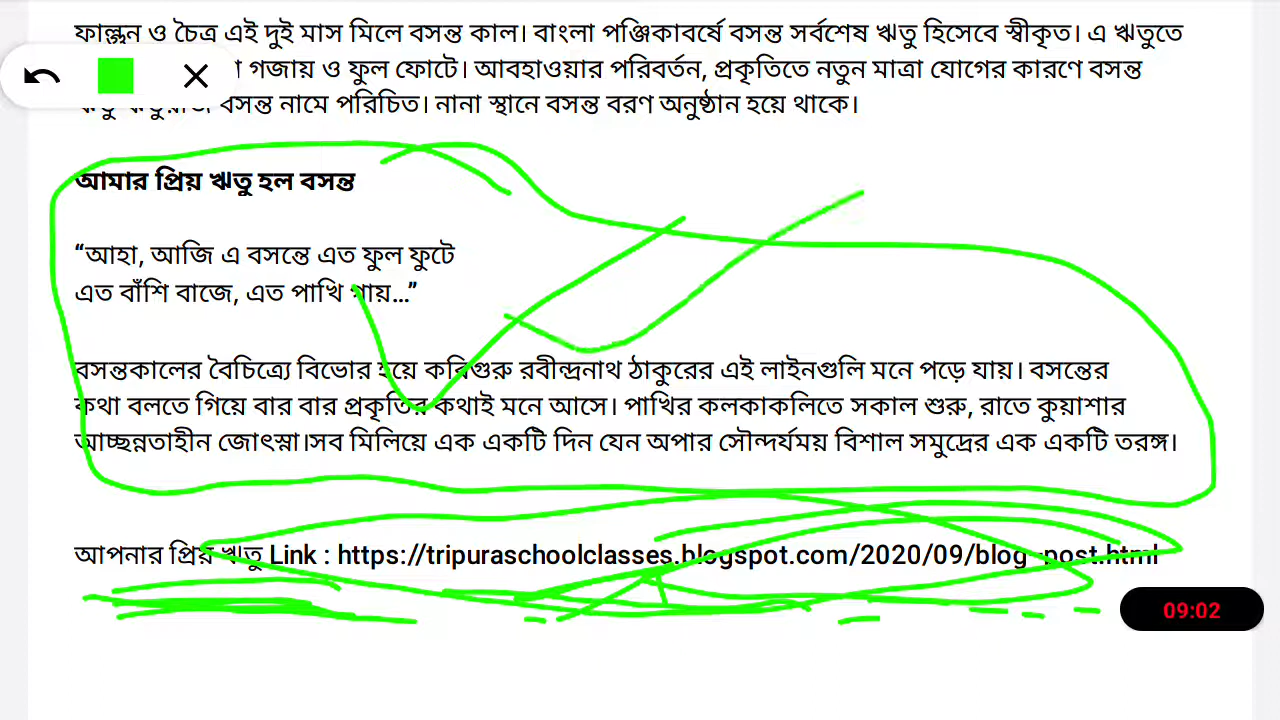 ফাল্গুন ও চৈত্র এই দুই মাস মিলে বসন্ত কাল। বাংলা পঞ্জিকাবর্ষে বসন্ত সর্বশেষ ঋতু হিসেবে স্বীকৃত। এ ঋতুতে
গজায় ও ফুল ফোটে। আবহাওয়ার পরিবর্তন, প্রকৃতিতে নতুন মাত্রা যোগের কারণে বসন্ত
ঋতু ঋতুরাজ বসন্ত নামে পরিচিত। নানা স্থানে বসন্ত বরণ অনুষ্ঠান হয়ে থাকে।
আমার প্রিয় ঋতু হল বসন্ত
“আহা, আজি এ বসন্তে এত ফুল ফুটে
এত বাঁশি বাজে, এত পাখি গায়...”
বসন্তকালের বৈচিত্র্যে বিভোর হয়ে কবিগুরু রবীন্দ্রনাথ ঠাকুরের এই লাইনগুলি মনে পড়ে যায়। বসন্তের
কথা বলতে গিয়ে বার বার প্রকৃতির কথাই মনে আসে। পাখির কলকাকলিতে সকাল শুরু, রাতে কুয়াশার
আচ্ছন্নতাহীন জোৎস্না।সব মিলিয়ে এক একটি দিন যেন অপার সৌন্দর্যময় বিশাল সমুদ্রের এক একটি তরঙ্গ।
আপনার প্রিয় ঋতু Link : https://tripuraschoolclasses.blogspot.com/2020/09/blog-post.html
09:02